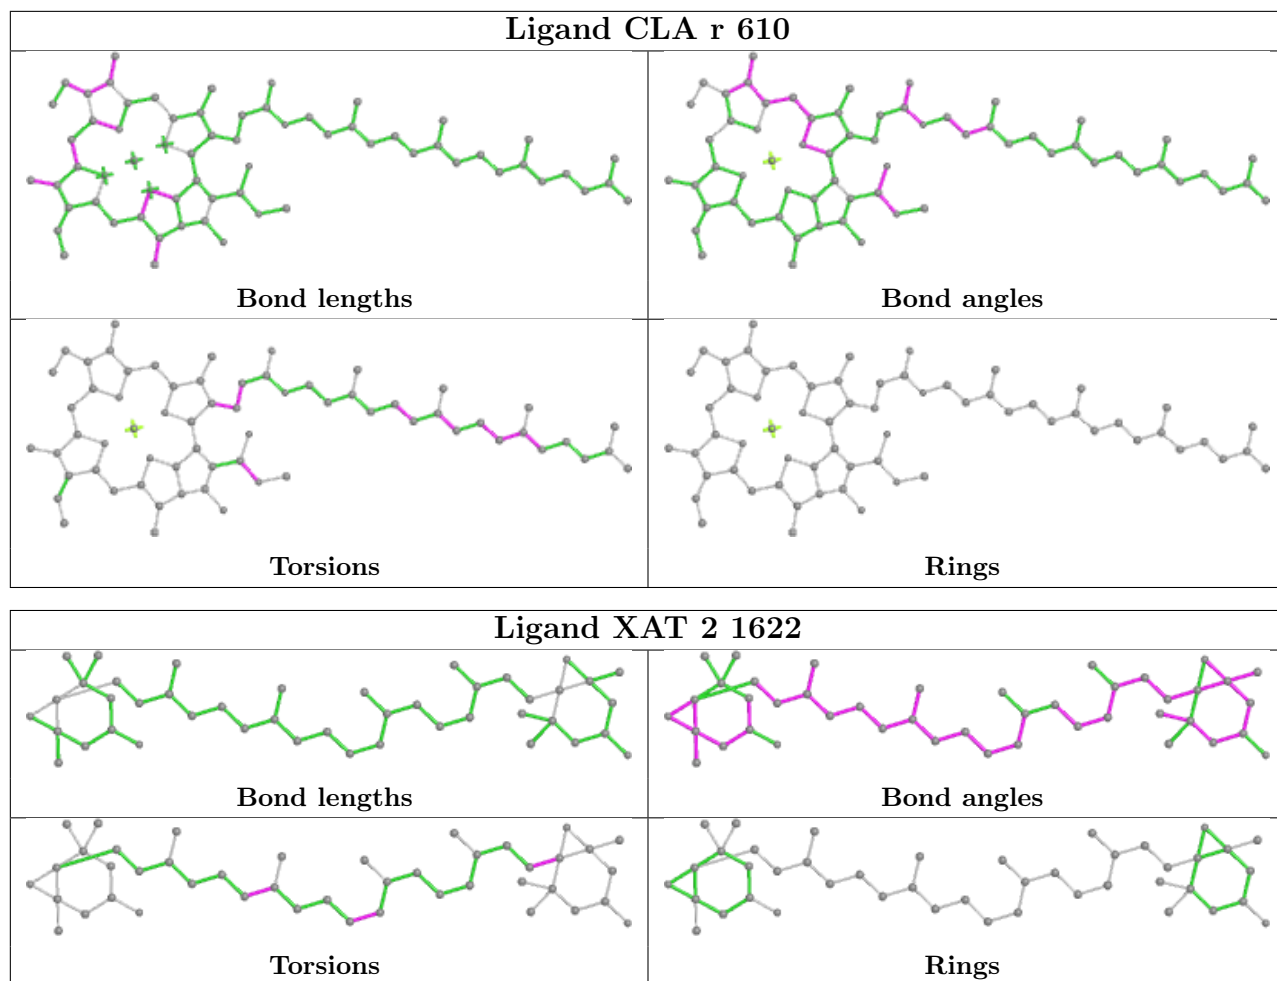 Ligand CLA r 610
Bond lengths
Bond angles
Torsions
Rings
Ligand XAT 2 1622
Bond lengths
Bond angles
Torsions
Rings